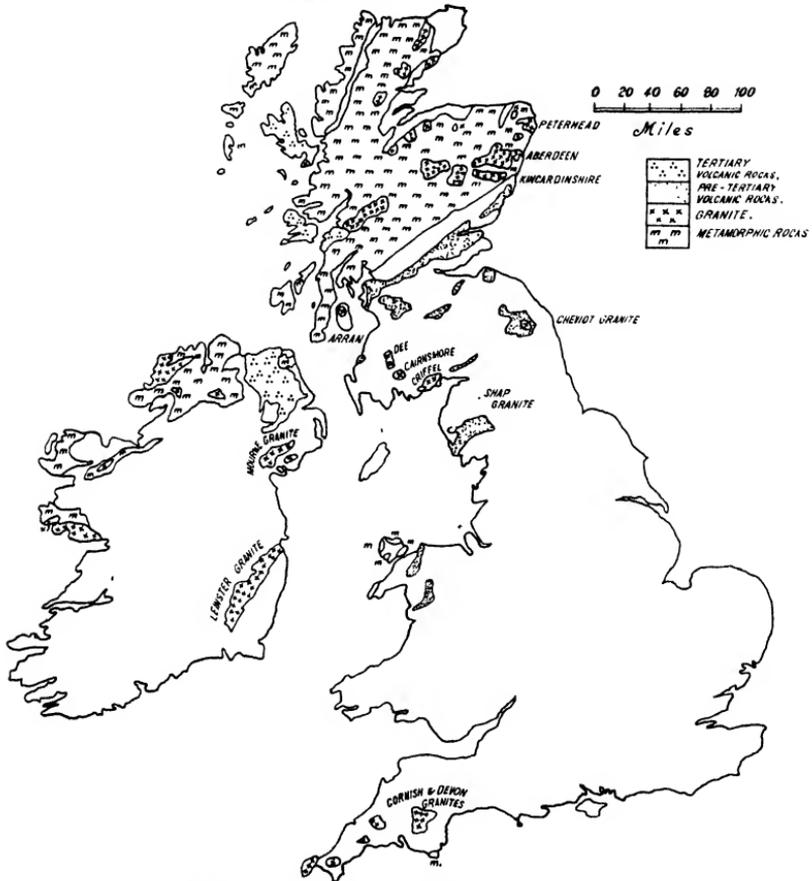 0 20 40 60 80 100
Miles
PETERHEAD
ABERDEEN
KINCARDINSHIRE
TERTIARY
VOLCANIC ROCKS.
PRE-TERTIARY
VOLCANIC ROCKS.
GRANITE.
METAMORPHIC ROCKS
CHEVIOT GRANITE
ARRAN
DEE
CAIRNSMORE
CRIFFEL
SHAP
GRANITE
MOURNE GRANITE
LEINSTER GRANITE
CORNISH & DEVON
GRANITES